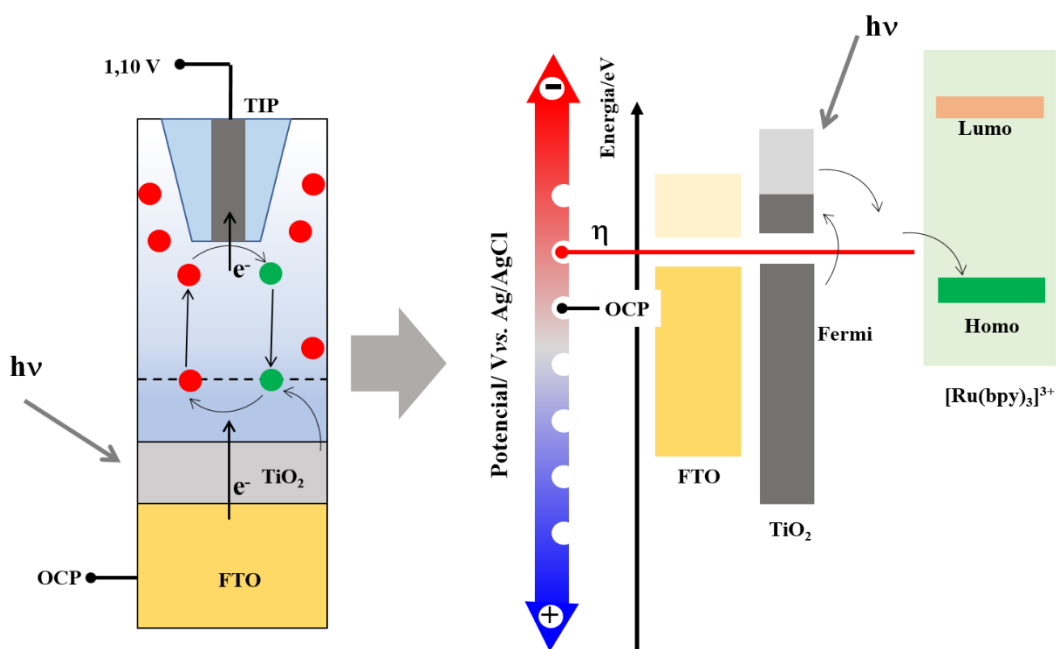 1,10 V
TIP
e-
hν
TiO2
e-
OCP
FTO
hν
Potencial/ Vvs. Ag/AgCl
-
+
Energia/eV
η
OCP
Lumo
Fermi
Homo
[Ru(bpy)3]3+
FTO
TiO2